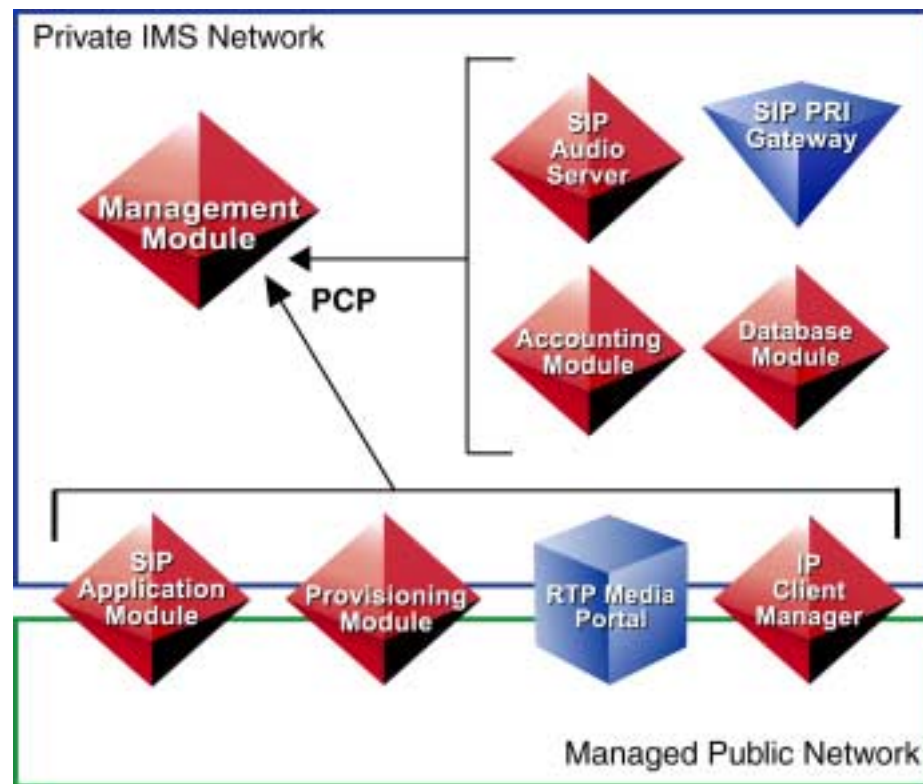 Private IMS Network
SIP
Audio
Server
SIP PRI
Gateway
Management
Module
PCP
Accounting
Module
Database
Module
SIP
Application
Module
Provisioning
Module
RTP Media
Portal
IP
Client
Manager
Managed Public Network